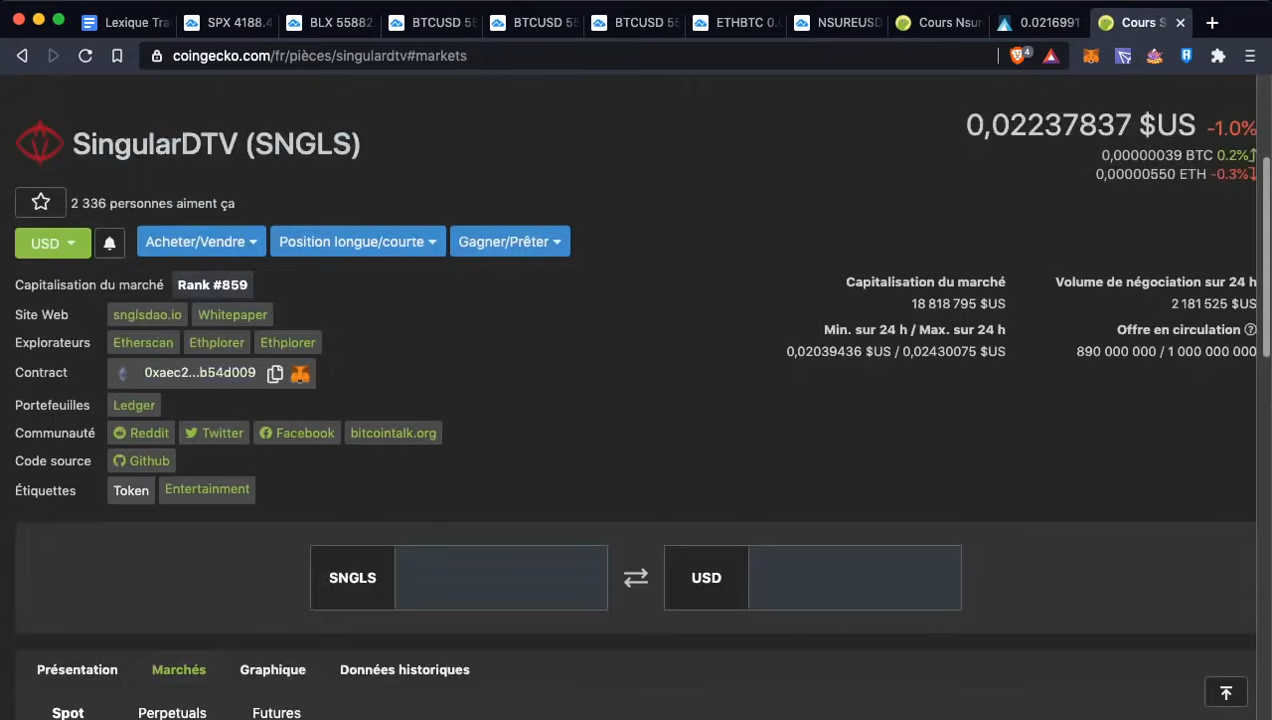 Lexique Tra
SPX 4188.4
BLX 55882.
BTCUSD 55
BTCUSD 55
BTCUSD 55
ETHBTC 0.
NSUREUSD
Cours Nsur
0.0216991
Cours S
coingecko.com/fr/pièces/singulardtv#markets
4
SingularDTV (SNGLS)
0,02237837 $US -1.0%
0,00000039 BTC 0.2%
0,00000550 ETH -0.3%
2 336 personnes aiment ça
USD
Acheter/Vendre
Position longue/courte
Gagner/Prêter
Capitalisation du marché Rank #859
Site Web snglsdao.io Whitepaper
Explorateurs Etherscan Ethplorer Ethplorer
Contract 0xaec2...b54d009
Portefeuilles Ledger
Communauté Reddit Twitter Facebook bitcointalk.org
Code source Github
Étiquettes Token Entertainment
Capitalisation du marché
18 818 795 $US
Min. sur 24 h / Max. sur 24 h
0,02039436 $US / 0,02430075 $US
Volume de négociation sur 24 h
2 181 525 $US
Offre en circulation
890 000 000 / 1 000 000 000
SNGLS
USD
Présentation Marchés Graphique Données historiques
Spot Perpetuals Futures